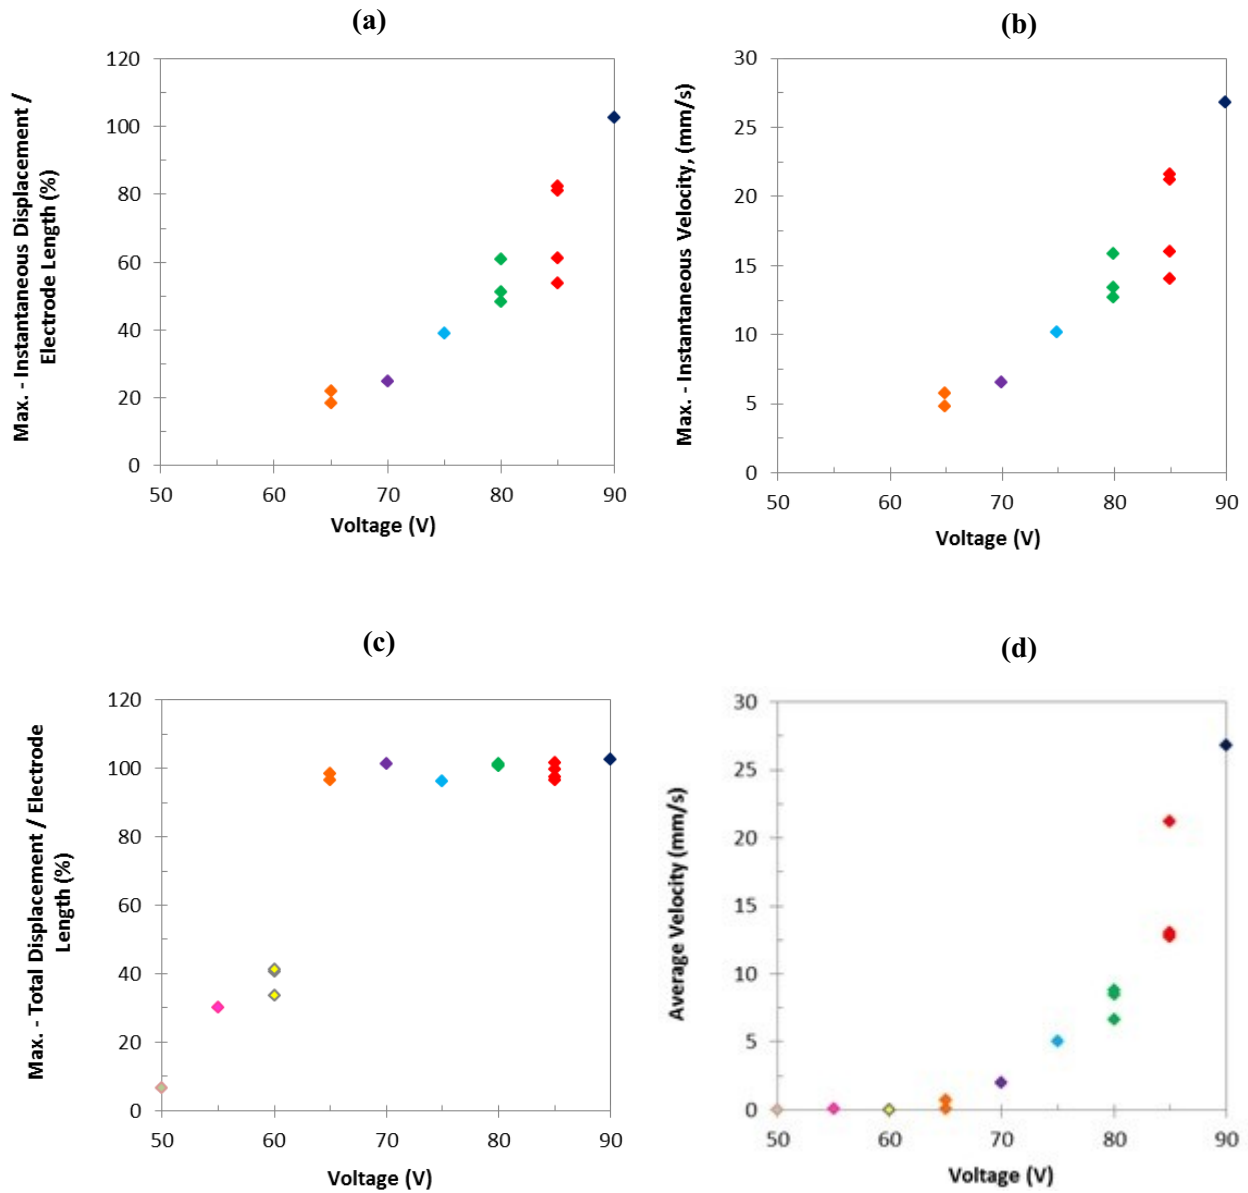 (a)
120
100
80
60
40
20
0
50 60 70 80 90
Max. - Instantaneous Displacement /
Electrode Length (%)
Voltage (V)
(b)
30
25
20
15
10
5
0
50 60 70 80 90
Max. - Instantaneous Velocity, (mm/s)
Voltage (V)
(c)
120
100
80
60
40
20
0
50 60 70 80 90
Max. - Total Displacement / Electrode
Length (%)
Voltage (V)
(d)
30
25
20
15
10
5
0
50 60 70 80 90
Average Velocity (mm/s)
Voltage (V)